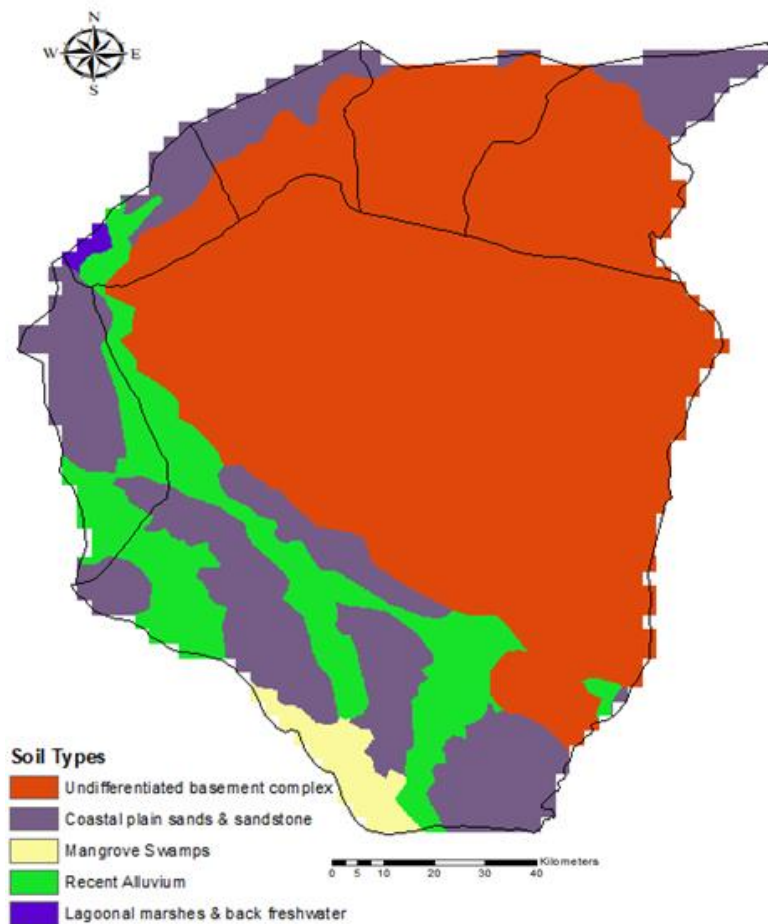 N
W E
S
Soil Types
Undifferentiated basement complex
Coastal plain sands & sandstone
Mangrove Swamps
Recent Alluvium
Lagoonal marshes & back freshwater
Kilometers
0 5 10 20 30 40